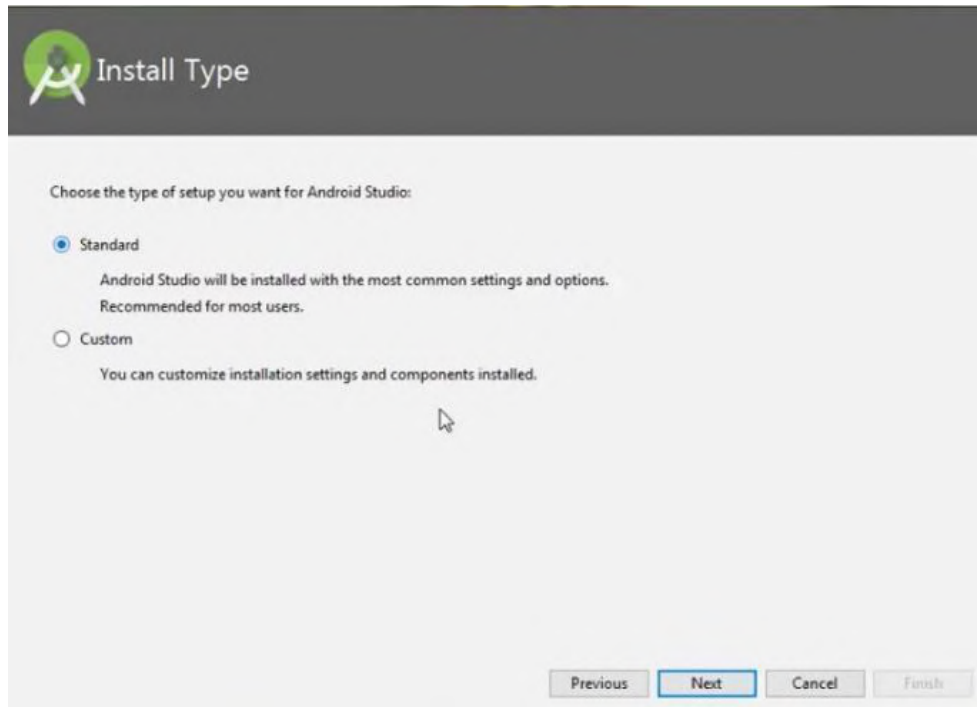 Install Type
Choose the type of setup you want for Android Studio:
Standard
Android Studio will be installed with the most common settings and options.
Recommended for most users.
Custom
You can customize installation settings and components installed.
Previous
Next
Cancel
Finish